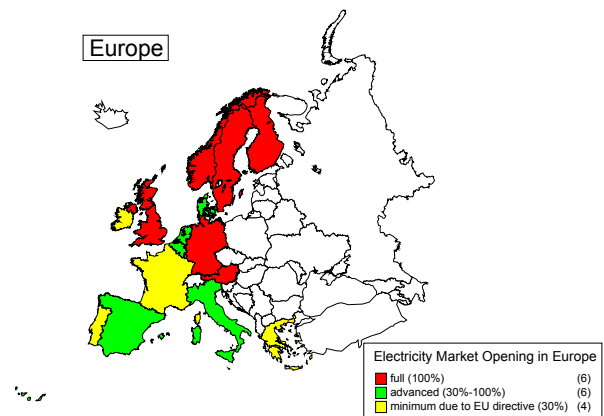 Europe
Electricity Market Opening in Europe
full (100%) (6)
advanced (30%-100%) (6)
minimum due to EU directive (30%) (4)